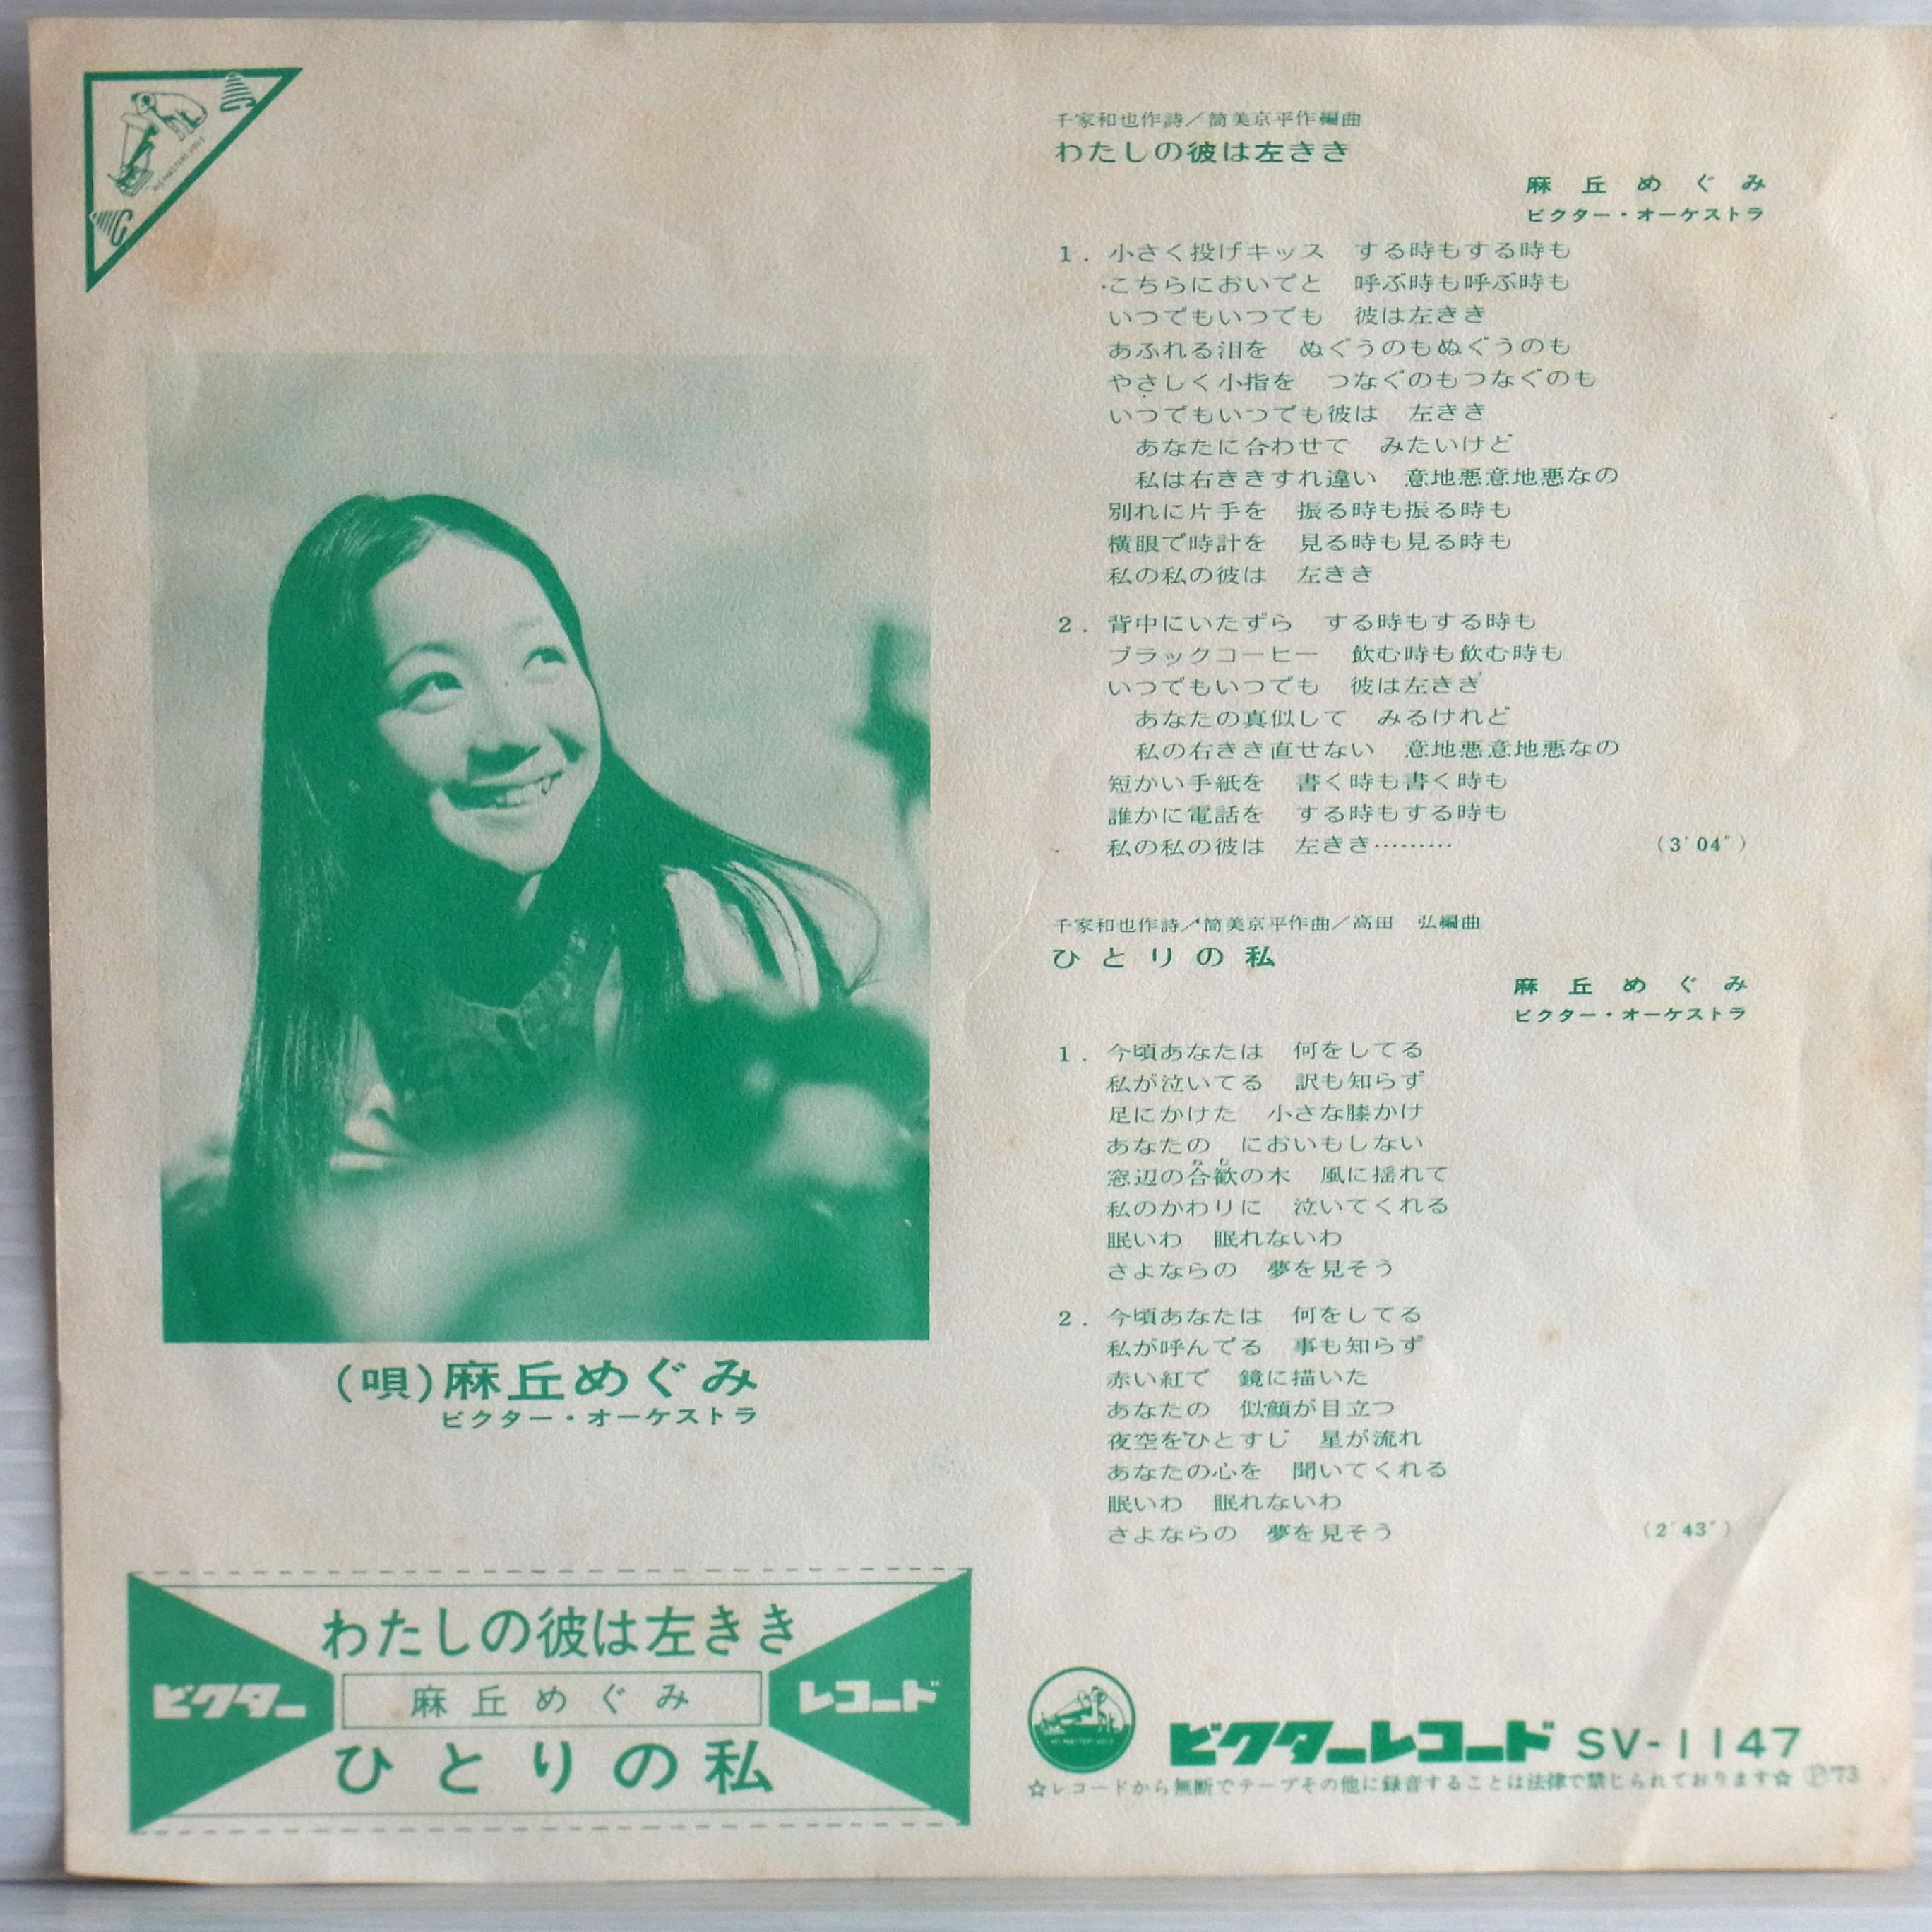 HIS MASTER'S VOICE
千家和也作詩／筒美京平作編曲
わたしの彼は左きき
麻丘めぐみ
ビクター・オーケストラ
1．小さく投げキッス　する時もする時も
こちらにおいでと　呼ぶ時も呼ぶ時も
いつでもいつでも　彼は左きき
あふれる泪を　ぬぐうのもぬぐうのも
やさしく小指を　つなぐのもつなぐのも
いつでもいつでも彼は　左きき
あなたに合わせて　みたいけど
私は右ききすれ違い　意地悪意地悪なの
別れに片手を　振る時も振る時も
横眼で時計を　見る時も見る時も
私の私の彼は　左きき
2．背中にいたずら　する時もする時も
ブラックコーヒー　飲む時も飲む時も
いつでもいつでも　彼は左きき
あなたの真似して　みるけれど
私の右きき直せない　意地悪意地悪なの
短かい手紙を　書く時も書く時も
誰かに電話を　する時もする時も
私の私の彼は　左きき………　（3′04″）
千家和也作詩／筒美京平作曲／高田　弘編曲
ひとりの私
麻丘めぐみ
ビクター・オーケストラ
1．今頃あなたは　何をしてる
私が泣いてる　訳も知らず
足にかけた　小さな膝かけ
あなたの　においもしない
ねむ
窓辺の合歓の木　風に揺れて
私のかわりに　泣いてくれる
眠いわ　眠れないわ
さよならの　夢を見そう
2．今頃あなたは　何をしてる
私が呼んでる　事も知らず
赤い紅で　鏡に描いた
あなたの　似顔が目立つ
夜空をひとすじ　星が流れ
あなたの心を　聞いてくれる
眠いわ　眠れないわ
さよならの　夢を見そう　（2′43″）
(唄)麻丘めぐみ
ビクター・オーケストラ
わたしの彼は左きき
ビクター　麻丘めぐみ　レコード
ひとりの私
ビクターレコード SV-1147
☆レコードから無断でテープその他に録音することは法律で禁じられております☆ Ⓟ'73